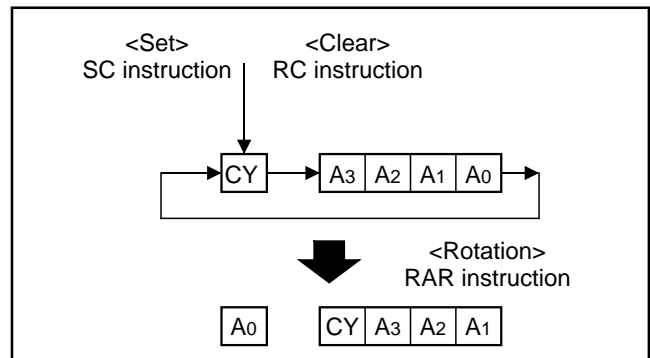 <Set> <Clear>
SC instruction RC instruction
CY A3 A2 A1 A0
<Rotation>
RAR instruction
A0 CY A3 A2 A1